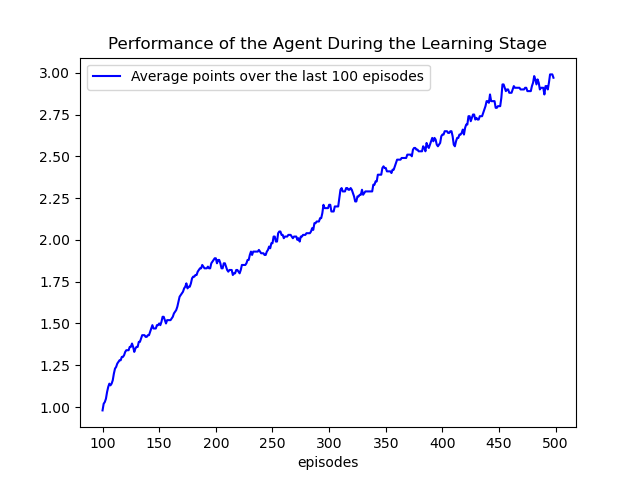 Performance of the Agent During the Learning Stage
Average points over the last 100 episodes
3.00
2.75
2.50
2.25
2.00
1.75
1.50
1.25
1.00
100 150 200 250 300 350 400 450 500
episodes